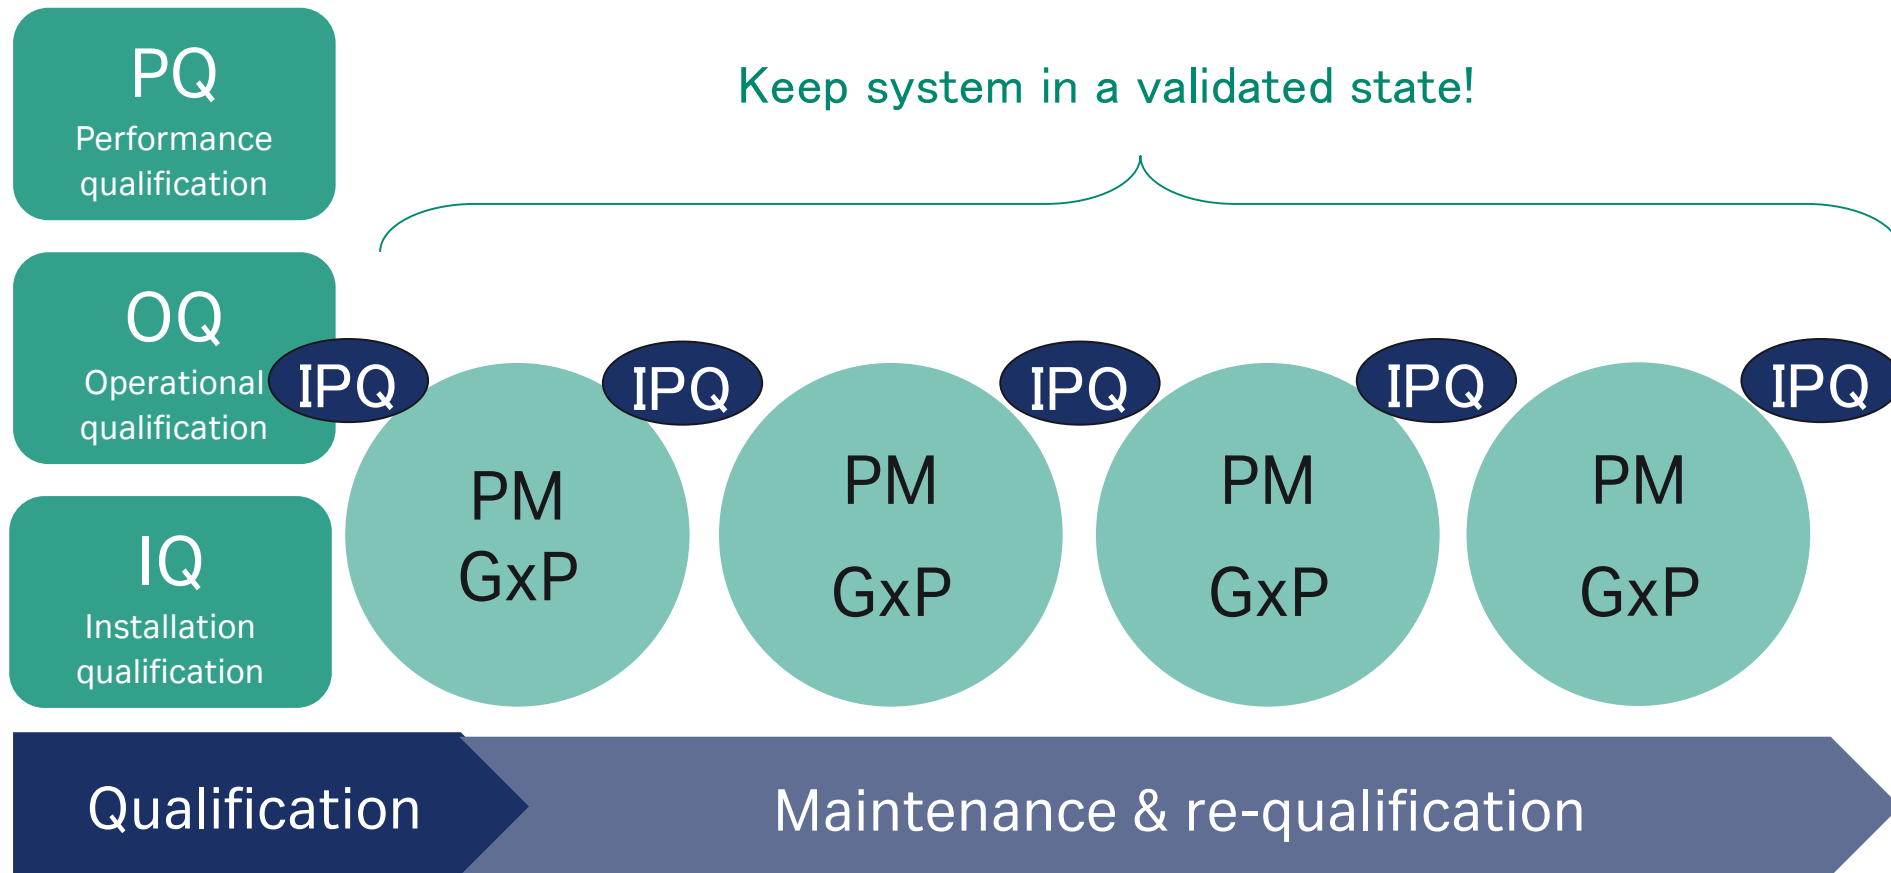 PQ
Performance
qualification
Keep system in a validated state!
OQ
Operational
qualification
IPQ
IPQ
IPQ
IPQ
IPQ
PM
GxP
PM
GxP
PM
GxP
PM
GxP
IQ
Installation
qualification
Qualification
Maintenance & re-qualification